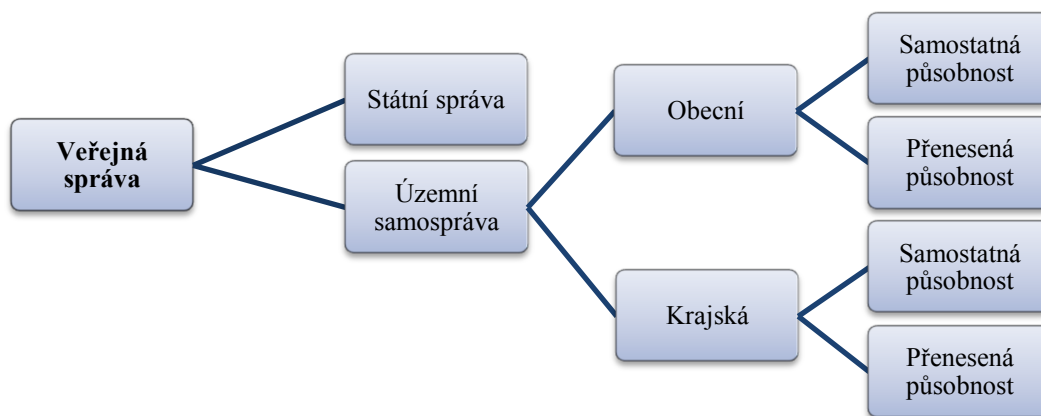 Veřejná
správa
Státní správa
Územní
samospráva
Obecní
Samostatná
působnost
Přenesená
působnost
Krajská
Samostatná
působnost
Přenesená
působnost